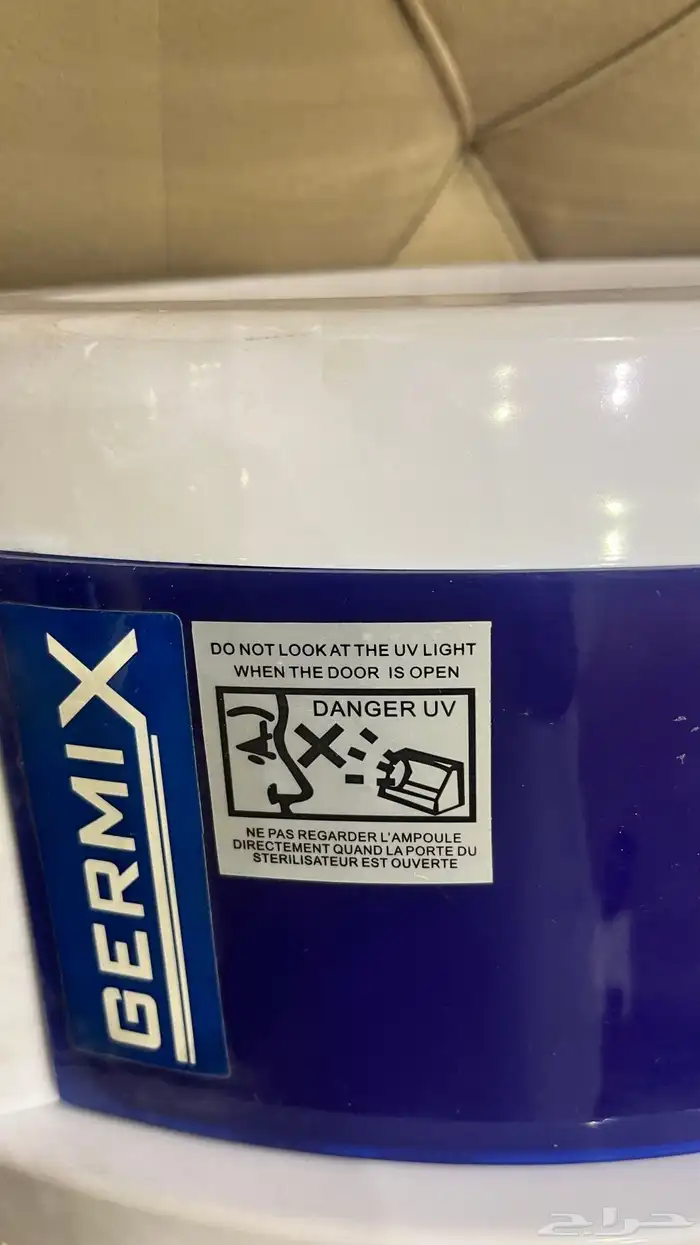 GERMIX
DO NOT LOOK AT THE UV LIGHT
WHEN THE DOOR IS OPEN
DANGER UV
NE PAS REGARDER L'AMPOULE
DIRECTEMENT QUAND LA PORTE DU
STERILISATEUR EST OUVERTE
حراج